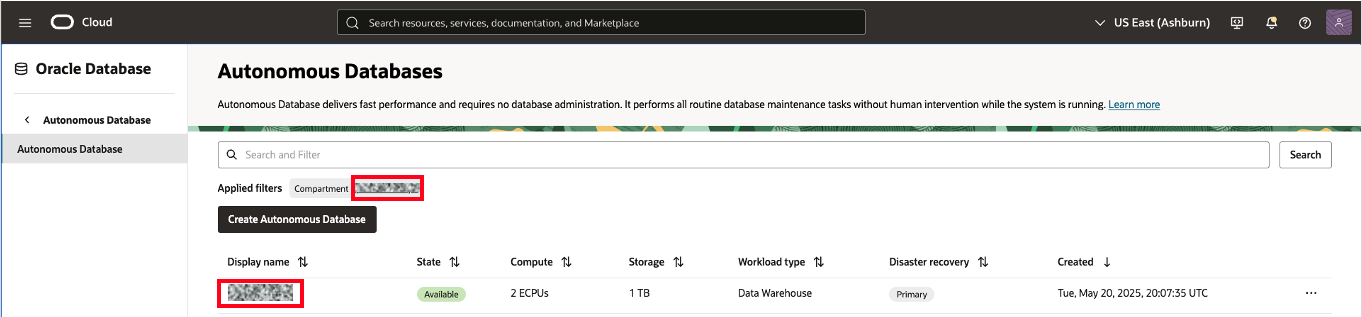 Cloud
Search resources, services, documentation, and Marketplace
US East (Ashburn)
Oracle Database
Autonomous Database
Autonomous Database
Autonomous Databases
Autonomous Database delivers fast performance and requires no database administration. It performs all routine database maintenance tasks without human intervention while the system is running. Learn more
Search and Filter
Search
Applied filters Compartment
Create Autonomous Database
Display name State Compute Storage Workload type Disaster recovery Created
Available 2 ECPUs 1 TB Data Warehouse Primary Tue, May 20, 2025, 20:07:35 UTC